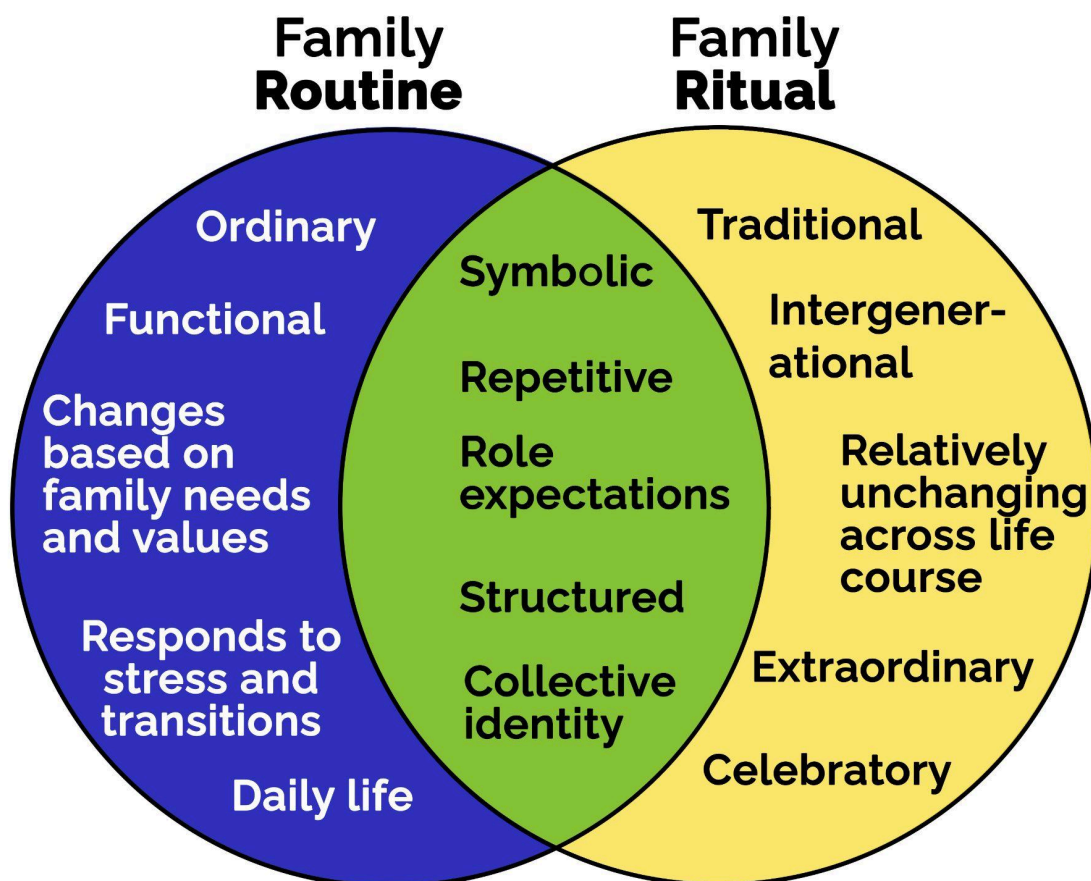 Family
Routine
Family
Ritual
Ordinary
Functional
Changes
based on
family needs
and values
Responds to
stress and
transitions
Daily life
Symbolic
Repetitive
Role
expectations
Structured
Collective
identity
Traditional
Intergener-
ational
Relatively
unchanging
across life
course
Extraordinary
Celebratory